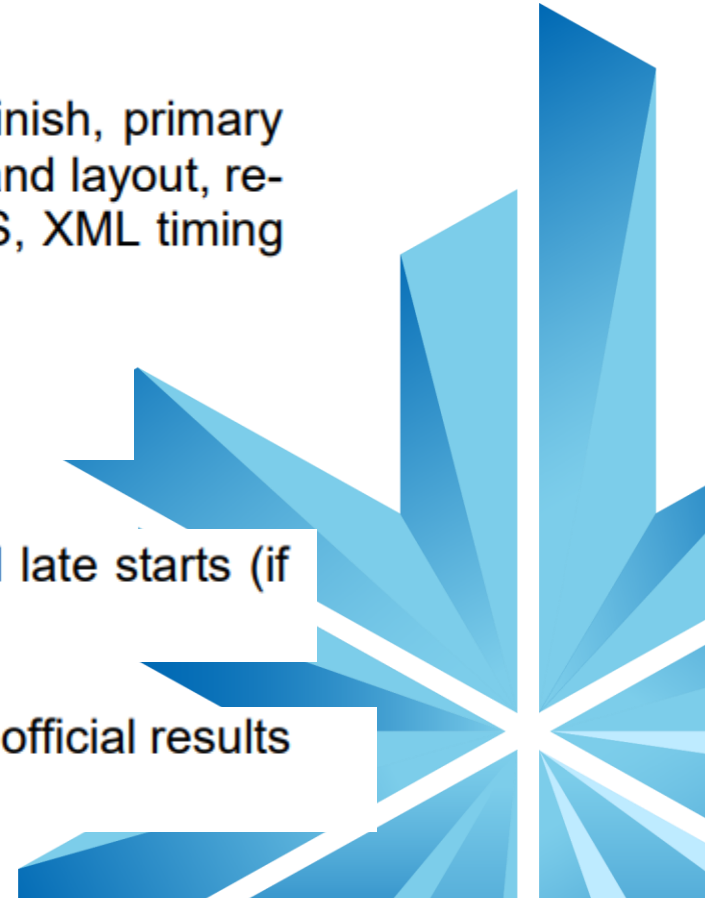 inish, primary
and layout, re-
S, XML timing
late starts (if
official results